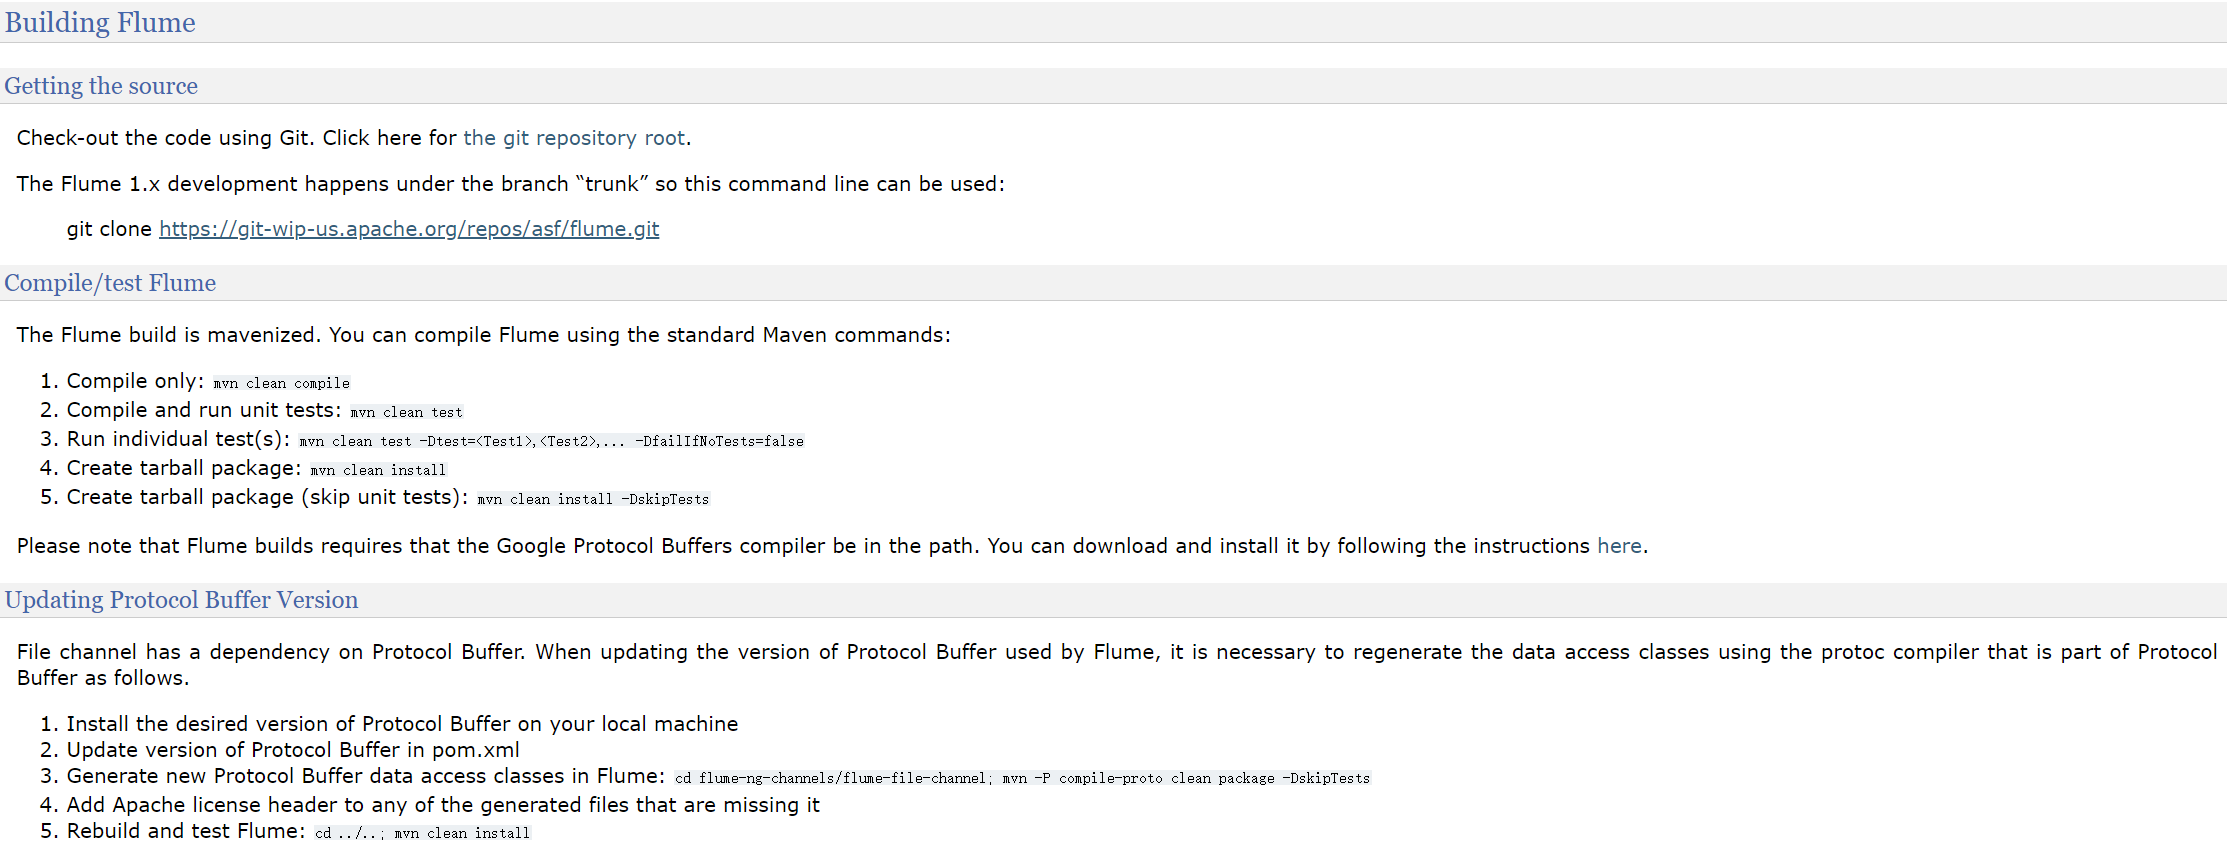 Building Flume
Getting the source
Check-out the code using Git. Click here for the git repository root.
The Flume 1.x development happens under the branch “trunk” so this command line can be used:
git clone https://git-wip-us.apache.org/repos/asf/flume.git
Compile/test Flume
The Flume build is mavenized. You can compile Flume using the standard Maven commands:
1. Compile only: mvn clean compile
2. Compile and run unit tests: mvn clean test
3. Run individual test(s): mvn clean test -Dtest=<Test1>,<Test2>,... -DfailIfNoTests=false
4. Create tarball package: mvn clean install
5. Create tarball package (skip unit tests): mvn clean install -DskipTests
Please note that Flume builds requires that the Google Protocol Buffers compiler be in the path. You can download and install it by following the instructions here.
Updating Protocol Buffer Version
File channel has a dependency on Protocol Buffer. When updating the version of Protocol Buffer used by Flume, it is necessary to regenerate the data access classes using the protoc compiler that is part of Protocol
Buffer as follows.
1. Install the desired version of Protocol Buffer on your local machine
2. Update version of Protocol Buffer in pom.xml
3. Generate new Protocol Buffer data access classes in Flume: cd flume-ng-channels/flume-file-channel; mvn -P compile-proto clean package -DskipTests
4. Add Apache license header to any of the generated files that are missing it
5. Rebuild and test Flume: cd ../..; mvn clean install